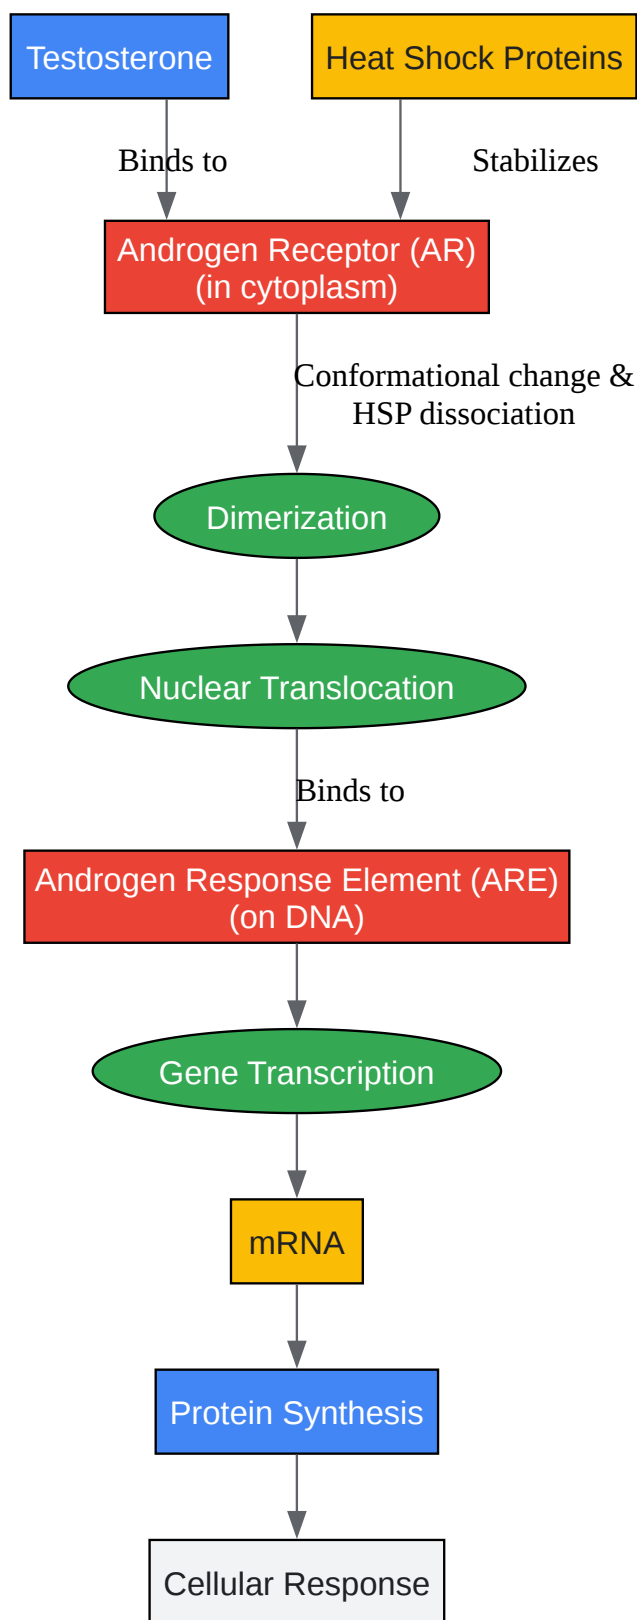 Testosterone
Heat Shock Proteins
Binds to
Stabilizes
Androgen Receptor (AR)
(in cytoplasm)
Conformational change &
HSP dissociation
Dimerization
Nuclear Translocation
Binds to
Androgen Response Element (ARE)
(on DNA)
Gene Transcription
mRNA
Protein Synthesis
Cellular Response